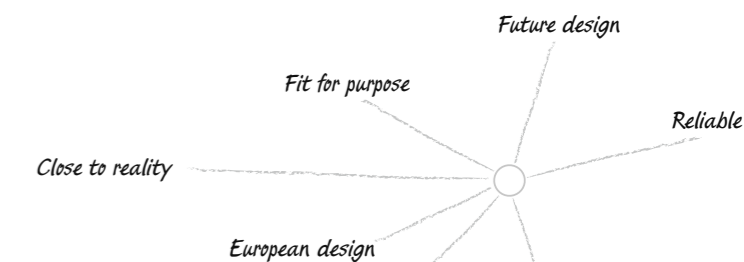 Future design
Fit for purpose
Reliable
Close to reality
European design